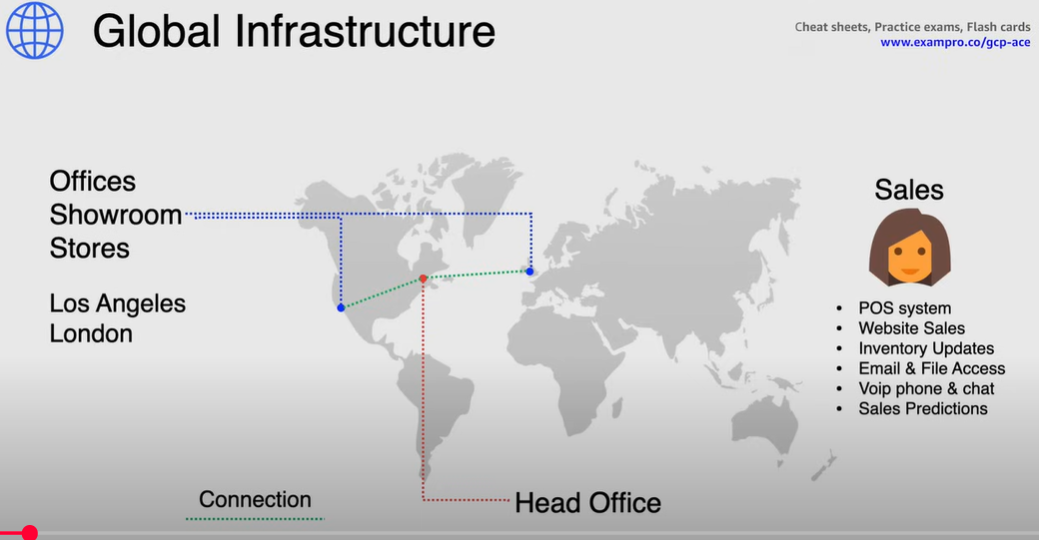 Global Infrastructure
Cheat sheets, Practice exams, Flash cards
www.exampro.co/gcp-ace
Offices
Showroom
Stores
Los Angeles
London
Sales
• POS system
• Website Sales
• Inventory Updates
• Email & File Access
• Voip phone & chat
• Sales Predictions
Connection
Head Office